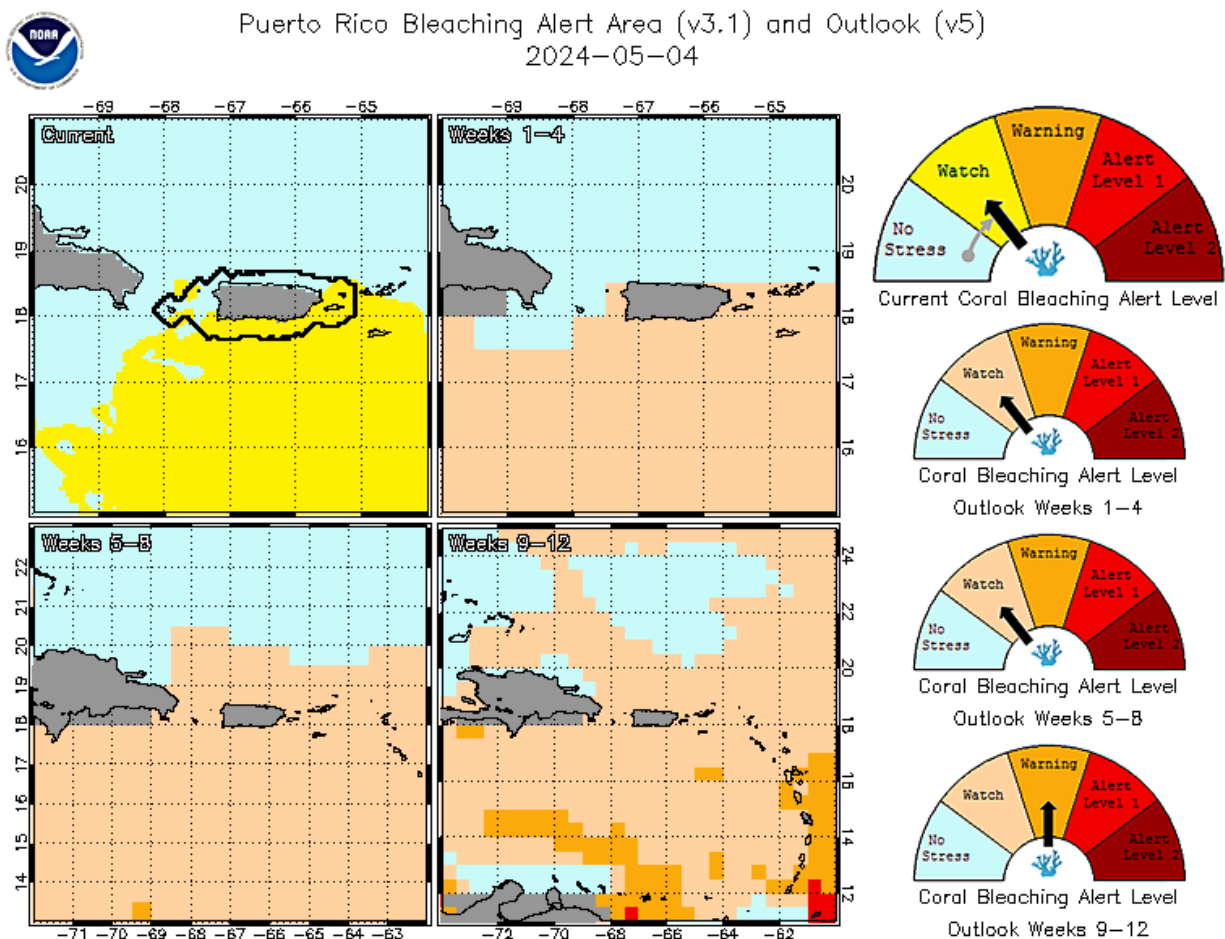 NOAA
Puerto Rico Bleaching Alert Area (v3.1) and Outlook (v5)
2024-05-04
-69 -68 -67 -66 -65
Current
20
19
18
17
16
-69 -68 -67 -66 -65
Weeks 1-4
20
19
18
17
16
No Stress
Watch
Warning
Alert Level 1
Alert Level 2
Current Coral Bleaching Alert Level
No Stress
Watch
Warning
Alert Level 1
Alert Level 2
Coral Bleaching Alert Level
Outlook Weeks 1-4
Weeks 5-8
22
21
20
19
18
17
16
15
14
-71 -70 -69 -68 -67 -66 -65 -64 -63 -62
Weeks 9-12
24
22
20
18
16
14
12
-72 -70 -68 -66 -64 -62
No Stress
Watch
Warning
Alert Level 1
Alert Level 2
Coral Bleaching Alert Level
Outlook Weeks 5-8
No Stress
Watch
Warning
Alert Level 1
Alert Level 2
Coral Bleaching Alert Level
Outlook Weeks 9-12